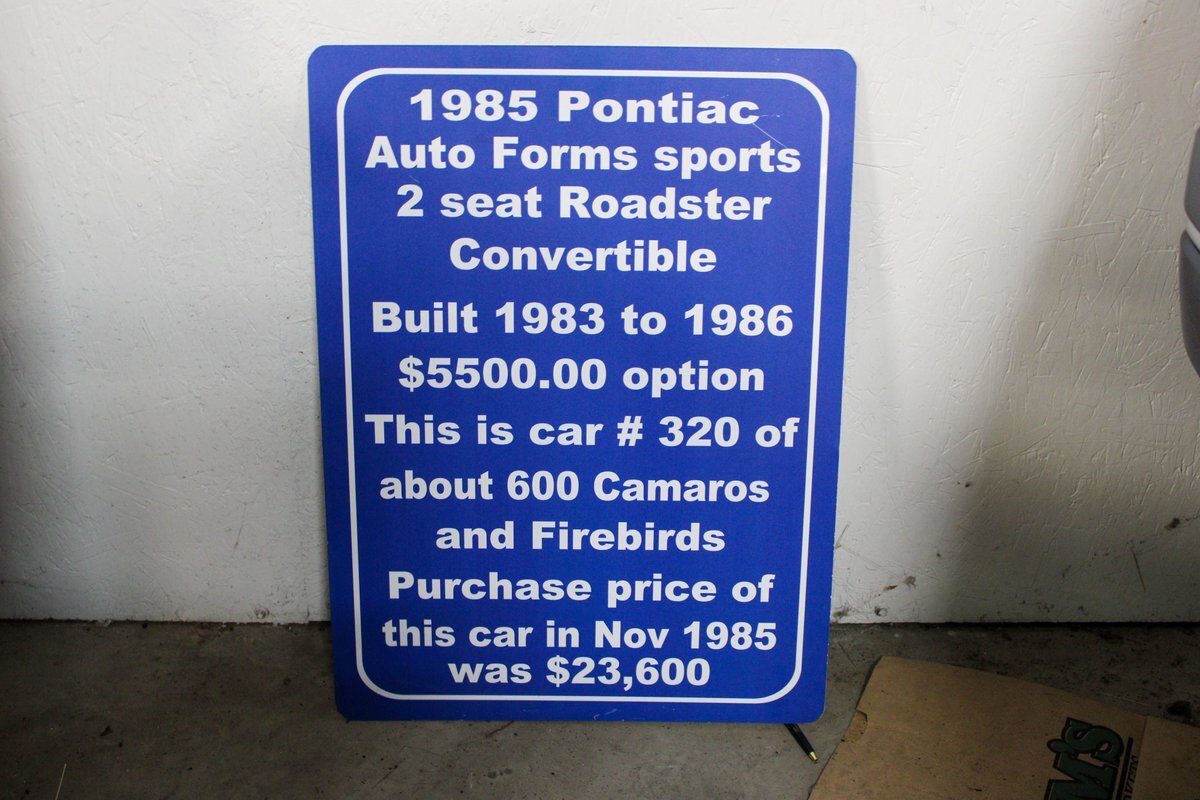 1985 Pontiac
Auto Forms sports
2 seat Roadster
Convertible
Built 1983 to 1986
$5500.00 option
This is car # 320 of
about 600 Camaros
and Firebirds
Purchase price of
this car in Nov 1985
was $23,600